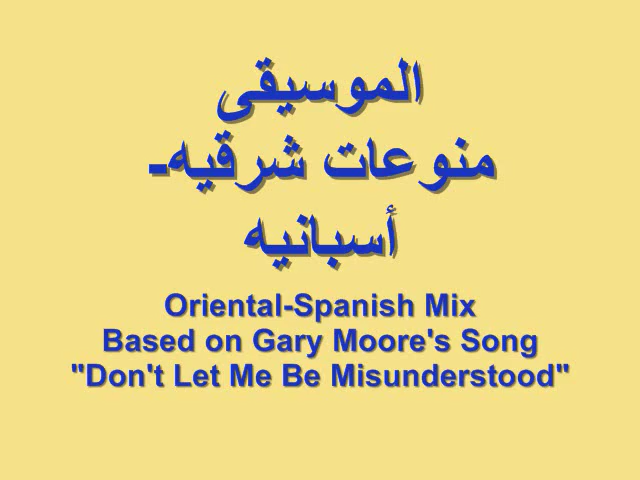 الموسيقى
منوعات شرقيه-
أسبانيه
Oriental-Spanish Mix
Based on Gary Moore's Song
"Don't Let Me Be Misunderstood"